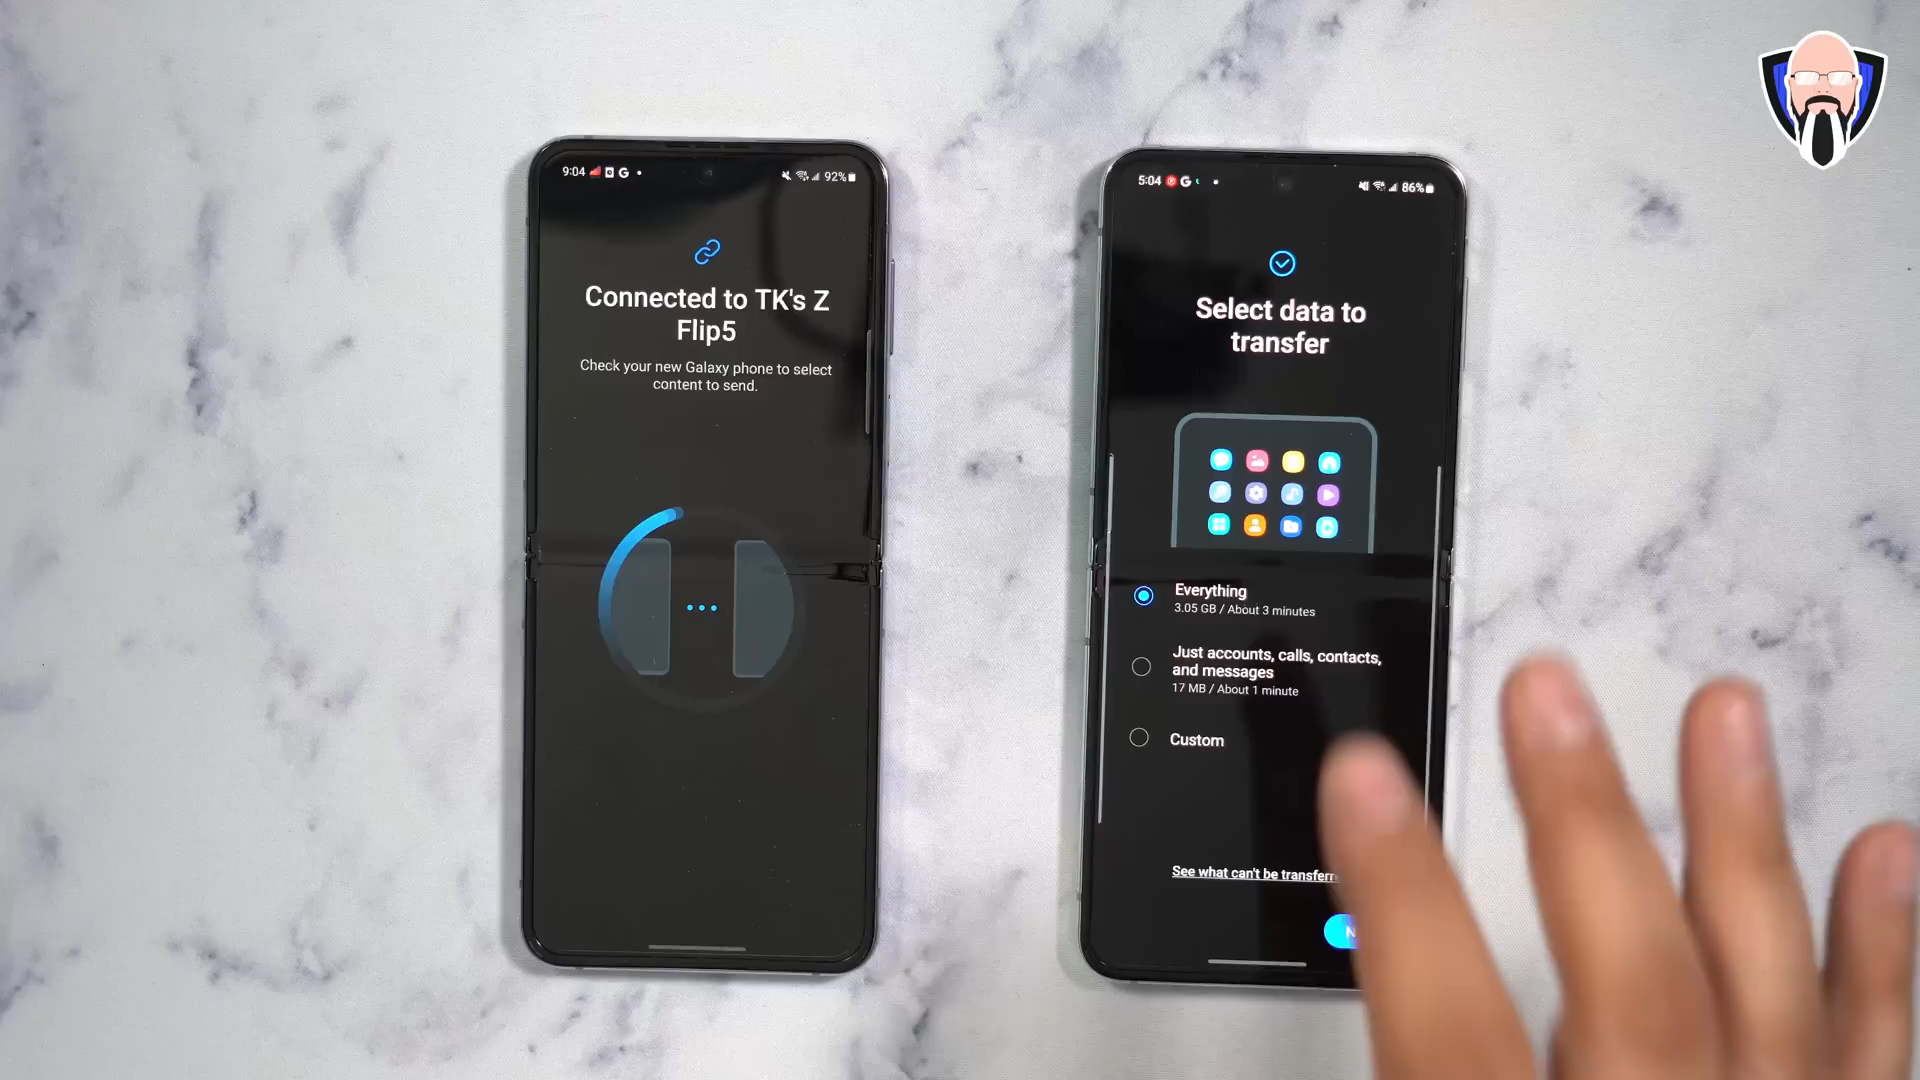 9:04 G 92%
Connected to TK's Z
Flip5
Check your new Galaxy phone to select
content to send.
5:04 G 86%
Select data to
transfer
Everything
3.05 GB / About 3 minutes
Just accounts, calls, contacts,
and messages
17 MB / About 1 minute
Custom
See what can't be transferr
N